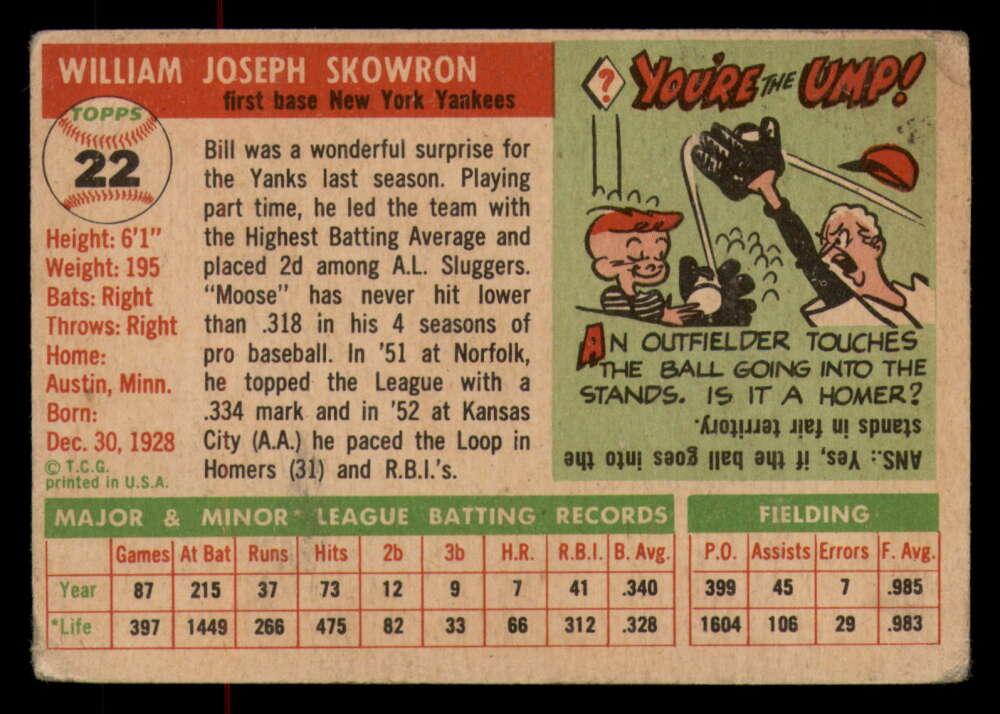 WILLIAM JOSEPH SKOWRON
first base New York Yankees
TOPPS
22
Height: 6'1"
Weight: 195
Bats: Right
Throws: Right
Home:
Austin, Minn.
Born:
Dec. 30, 1928
© T.C.G.
printed in U.S.A.
Bill was a wonderful surprise for
the Yanks last season. Playing
part time, he led the team with
the Highest Batting Average and
placed 2d among A.L. Sluggers.
"Moose" has never hit lower
than .318 in his 4 seasons of
pro baseball. In '51 at Norfolk,
he topped the League with a
.334 mark and in '52 at Kansas
City (A.A.) he paced the Loop in
Homers (31) and R.B.I.'s.
? YOU'RE THE UMP!
AN OUTFIELDER TOUCHES
THE BALL GOING INTO THE
STANDS. IS IT A HOMER?
ANS.: Yes, if the ball goes into the
stands in fair territory.
MAJOR & MINOR LEAGUE BATTING RECORDS
Games At Bat Runs Hits 2b 3b H.R. R.B.I. B. Avg.
Year 87 215 37 73 12 9 7 41 .340
*Life 397 1449 266 475 82 33 66 312 .328
FIELDING
P.O. Assists Errors F. Avg.
399 45 7 .985
1604 106 29 .983